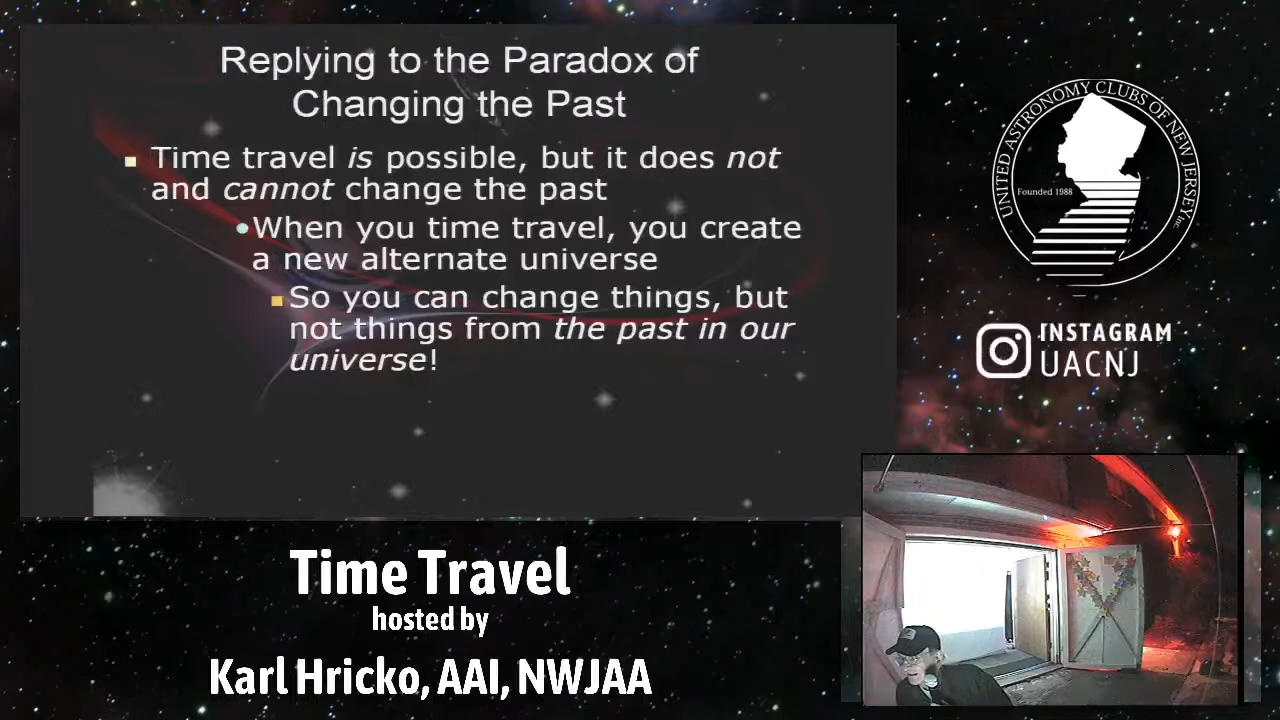 Replying to the Paradox of
Changing the Past
Time travel is possible, but it does not
and cannot change the past
When you time travel, you create
a new alternate universe
So you can change things, but
not things from the past in our
universe!
UNITED ASTRONOMY CLUBS OF NEW JERSEY, Inc.
Founded 1988
INSTAGRAM
UACNJ
Time Travel
hosted by
Karl Hricko, AAI, NWJAA